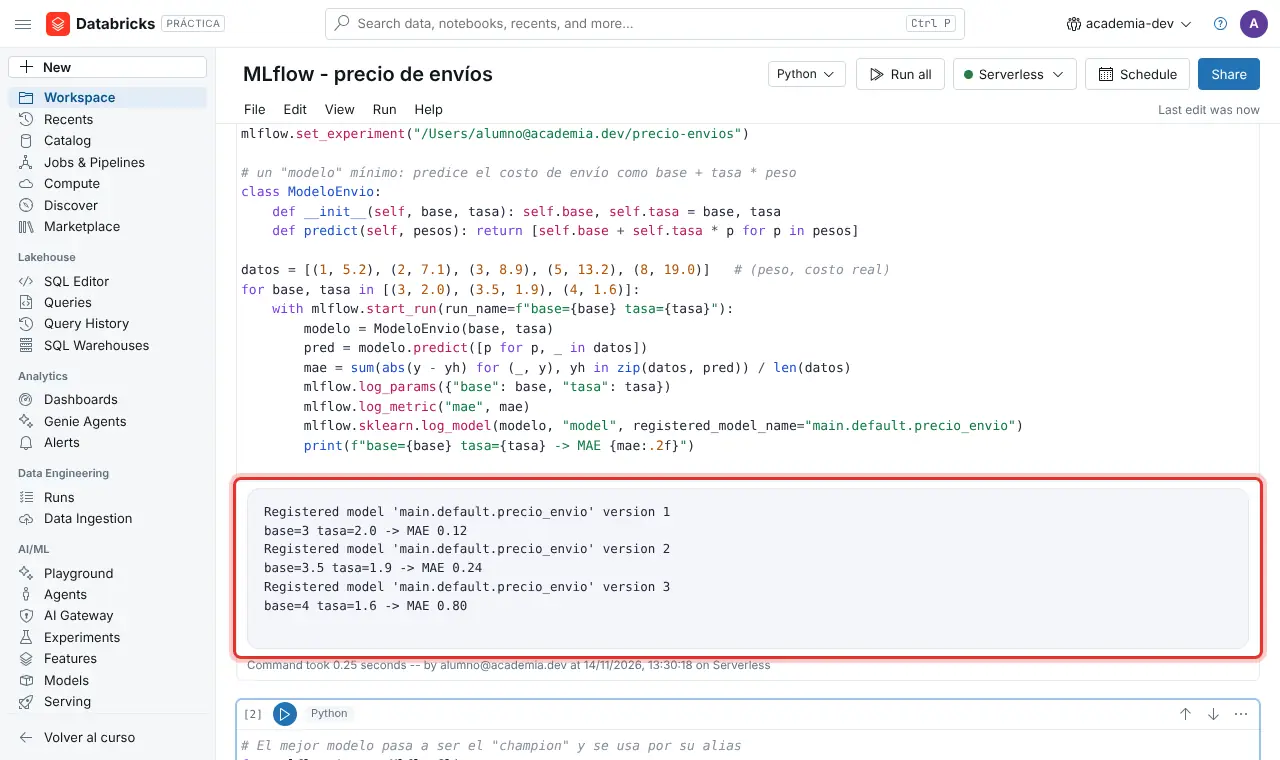 Databricks PRÁCTICA
Search data, notebooks, recents, and more... Ctrl P
academia-dev
A
New
Workspace
Recents
Catalog
Jobs & Pipelines
Compute
Discover
Marketplace
Lakehouse
SQL Editor
Queries
Query History
SQL Warehouses
Analytics
Dashboards
Genie Agents
Alerts
Data Engineering
Runs
Data Ingestion
AI/ML
Playground
Agents
AI Gateway
Experiments
Features
Models
Serving
Volver al curso
MLflow - precio de envíos
Python
Run all
Serverless
Schedule
Share
File Edit View Run Help
Last edit was now
mlflow.set_experiment("/Users/alumno@academia.dev/precio-envios")
# un "modelo" mínimo: predice el costo de envío como base + tasa * peso
class ModeloEnvio:
    def __init__(self, base, tasa): self.base, self.tasa = base, tasa
    def predict(self, pesos): return [self.base + self.tasa * p for p in pesos]
datos = [(1, 5.2), (2, 7.1), (3, 8.9), (5, 13.2), (8, 19.0)]   # (peso, costo real)
for base, tasa in [(3, 2.0), (3.5, 1.9), (4, 1.6)]:
    with mlflow.start_run(run_name=f"base={base} tasa={tasa}"):
        modelo = ModeloEnvio(base, tasa)
        pred = modelo.predict([p for p, _ in datos])
        mae = sum(abs(y - yh) for (_, y), yh in zip(datos, pred)) / len(datos)
        mlflow.log_params({"base": base, "tasa": tasa})
        mlflow.log_metric("mae", mae)
        mlflow.sklearn.log_model(modelo, "model", registered_model_name="main.default.precio_envio")
        print(f"base={base} tasa={tasa} -> MAE {mae:.2f}")
Registered model 'main.default.precio_envio' version 1
base=3 tasa=2.0 -> MAE 0.12
Registered model 'main.default.precio_envio' version 2
base=3.5 tasa=1.9 -> MAE 0.24
Registered model 'main.default.precio_envio' version 3
base=4 tasa=1.6 -> MAE 0.80
Command took 0.25 seconds -- by alumno@academia.dev at 14/11/2026, 13:30:18 on Serverless
[2] Python
# El mejor modelo pasa a ser el "champion" y se usa por su alias